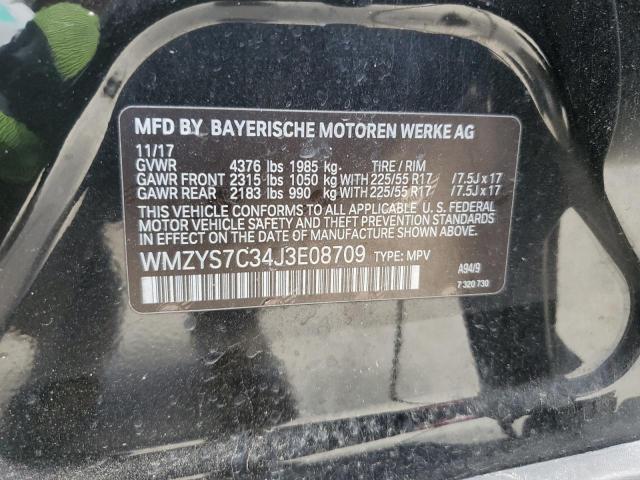 MFD BY BAYERISCHE MOTOREN WERKE AG
11/17
GVWR 4376 lbs 1985 kg TIRE / RIM
GAWR FRONT 2315 lbs 1050 kg WITH 225/55 R17 / 7.5J x 17
GAWR REAR 2183 lbs 990 kg WITH 225/55 R17 / 7.5J x 17
THIS VEHICLE CONFORMS TO ALL APPLICABLE U. S. FEDERAL
MOTOR VEHICLE SAFETY, BUMPER AND THEFT PREVENTION STANDARDS
IN EFFECT ON THE DATE OF MANUFACTURE SHOWN ABOVE.
WMZYS7C34J3E08709 TYPE: MPV
A94/9
7 320 730